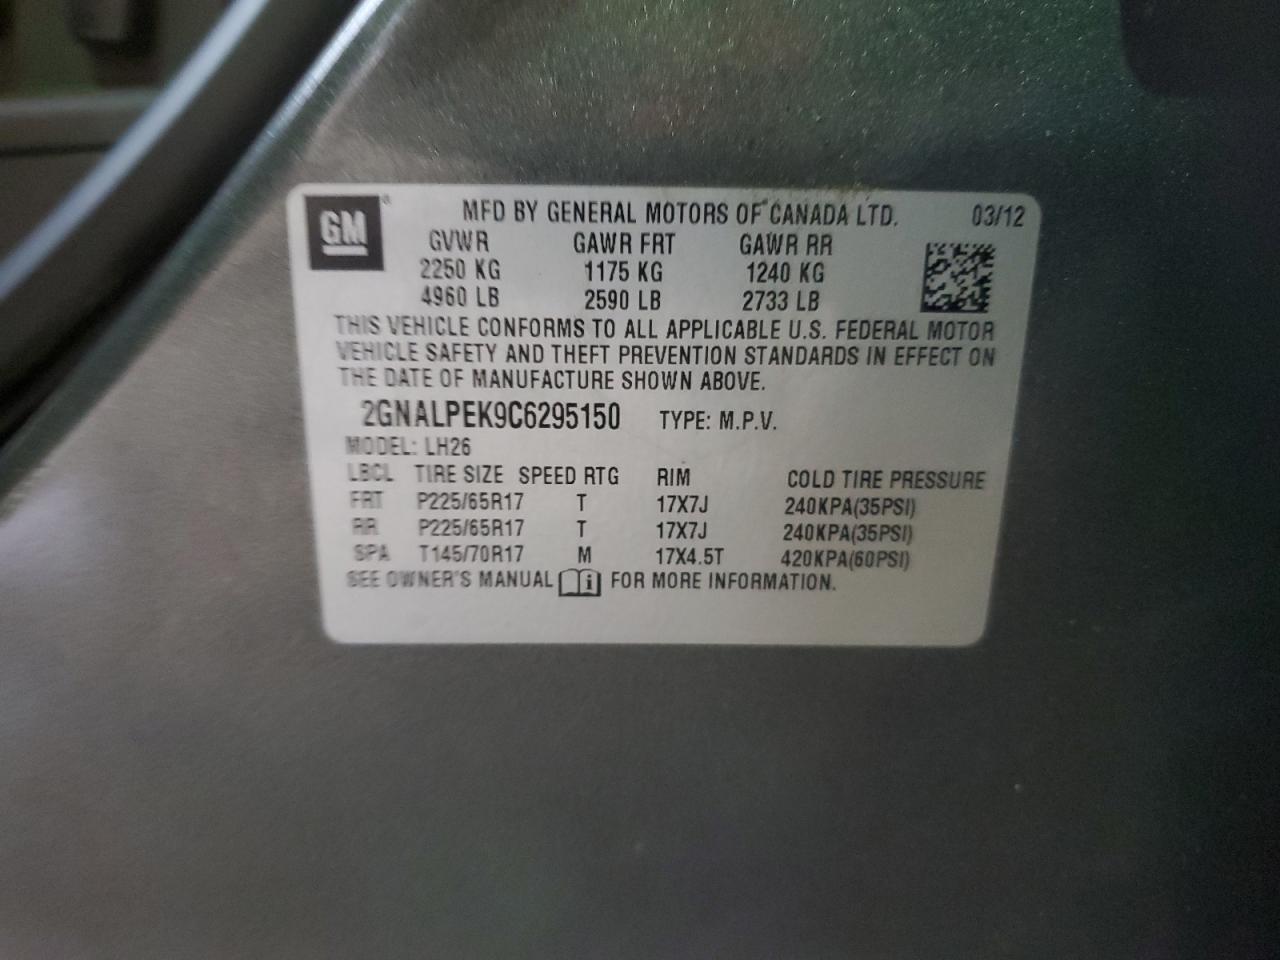 GM
MFD BY GENERAL MOTORS OF CANADA LTD. 03/12
GVWR GAWR FRT GAWR RR
2250 KG 1175 KG 1240 KG
4960 LB 2590 LB 2733 LB
THIS VEHICLE CONFORMS TO ALL APPLICABLE U.S. FEDERAL MOTOR
VEHICLE SAFETY AND THEFT PREVENTION STANDARDS IN EFFECT ON
THE DATE OF MANUFACTURE SHOWN ABOVE.
2GNALPEK9C6295150 TYPE: M.P.V.
MODEL: LH26
LBCL TIRE SIZE SPEED RTG RIM COLD TIRE PRESSURE
FRT P225/65R17 T 17X7J 240KPA(35PSI)
RR P225/65R17 T 17X7J 240KPA(35PSI)
SPA T145/70R17 M 17X4.5T 420KPA(60PSI)
SEE OWNER'S MANUAL FOR MORE INFORMATION.